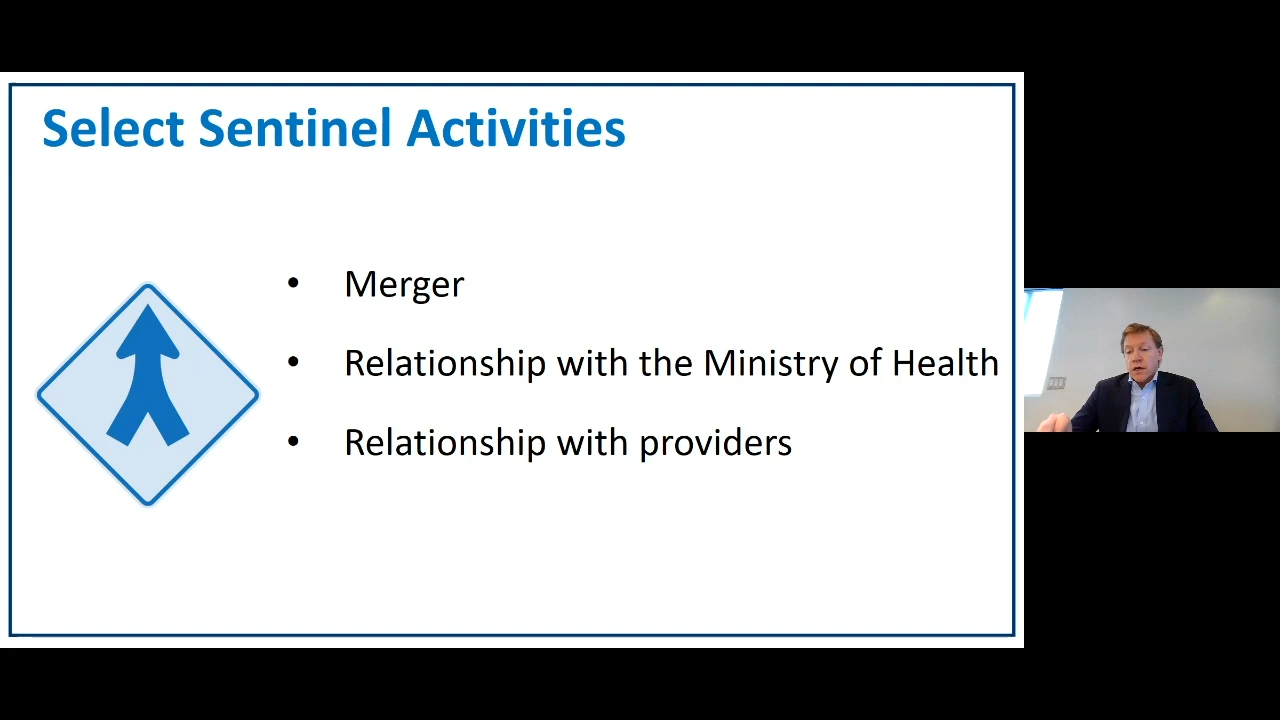 Select Sentinel Activities
• Merger
• Relationship with the Ministry of Health
• Relationship with providers